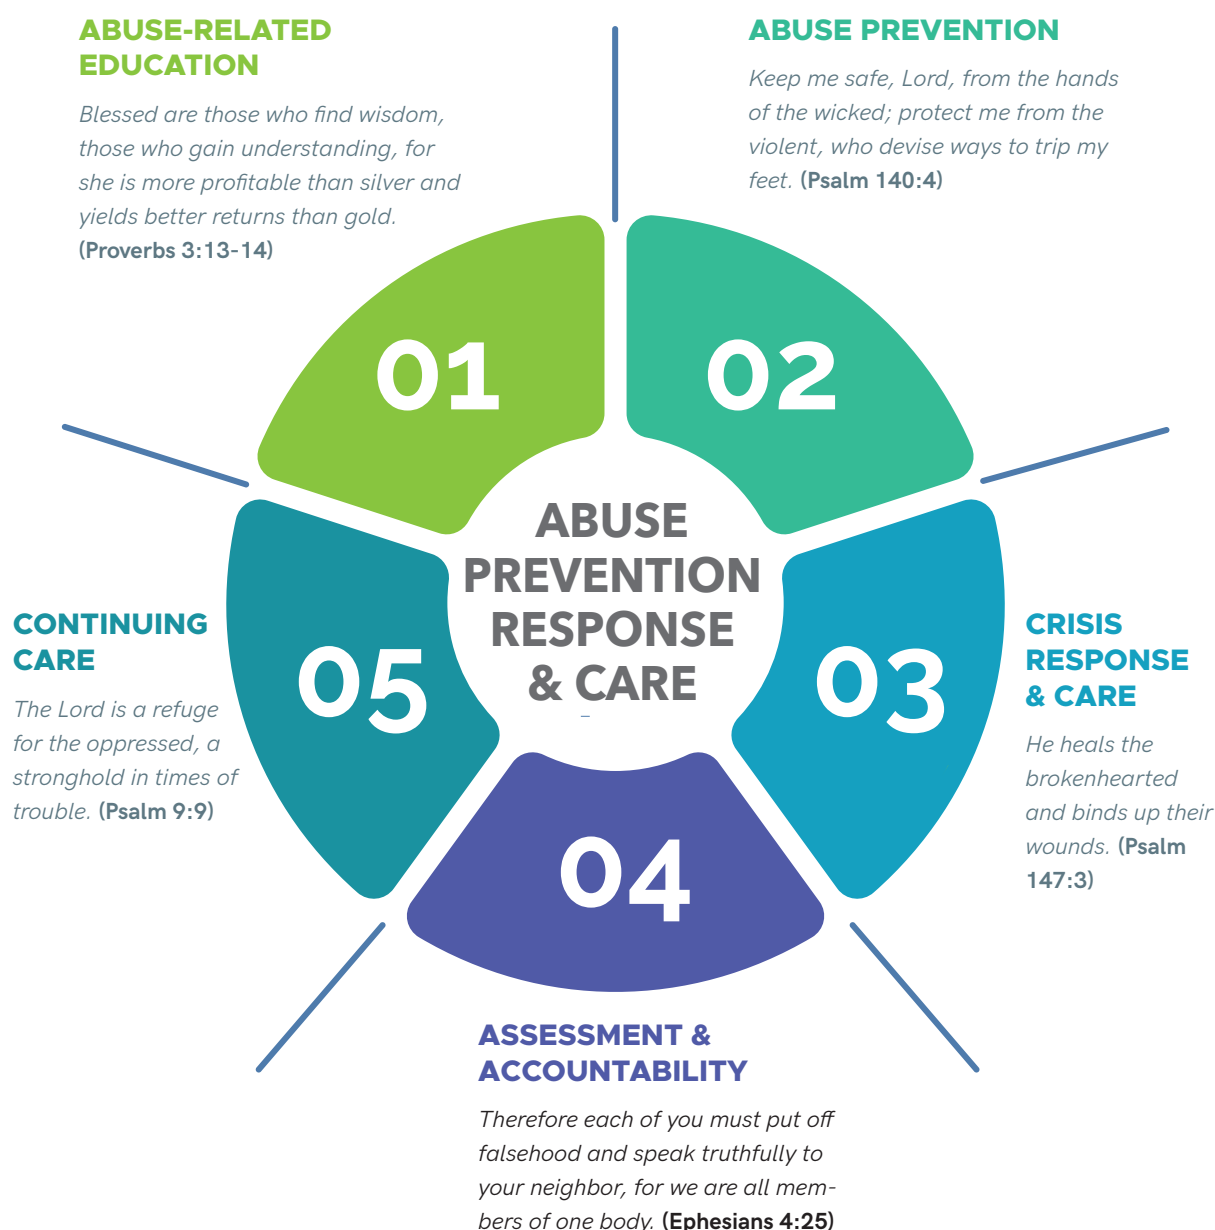 ABUSE-RELATED
EDUCATION
Blessed are those who find wisdom,
those who gain understanding, for
she is more profitable than silver and
yields better returns than gold.
(Proverbs 3:13-14)
ABUSE PREVENTION
Keep me safe, Lord, from the hands
of the wicked; protect me from the
violent, who devise ways to trip my
feet. (Psalm 140:4)
01
02
ABUSE
PREVENTION
RESPONSE
& CARE
03
CRISIS
RESPONSE
& CARE
He heals the
brokenhearted
and binds up their
wounds. (Psalm
147:3)
04
ASSESSMENT &
ACCOUNTABILITY
Therefore each of you must put off
falsehood and speak truthfully to
your neighbor, for we are all mem-
bers of one body. (Ephesians 4:25)
05
CONTINUING
CARE
The Lord is a refuge
for the oppressed, a
stronghold in times of
trouble. (Psalm 9:9)